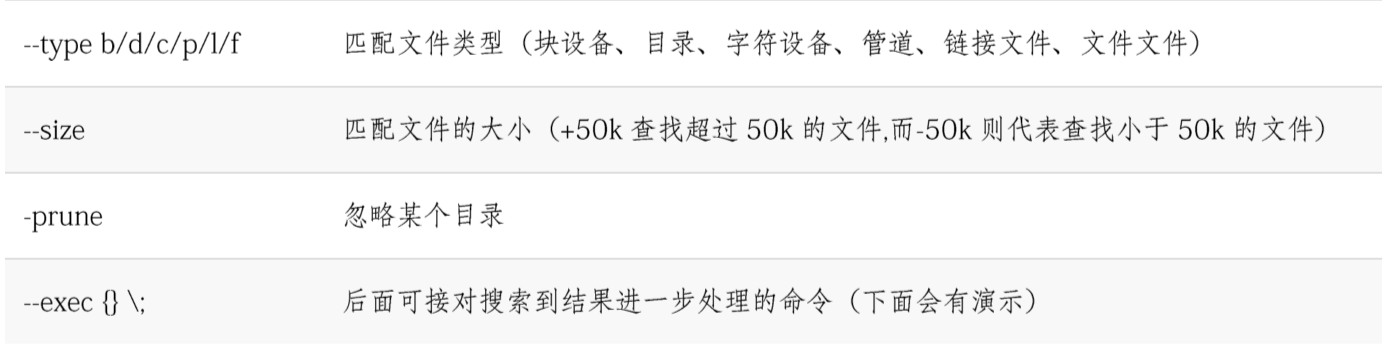 --type b/d/c/p/l/f 匹配文件类型（块设备、目录、字符设备、管道、链接文件、文件文件）
--size 匹配文件的大小（+50k 查找超过 50k 的文件,而-50k 则代表查找小于 50k 的文件）
-prune 忽略某个目录
--exec {} \; 后面可接对搜索到结果进一步处理的命令（下面会有演示）